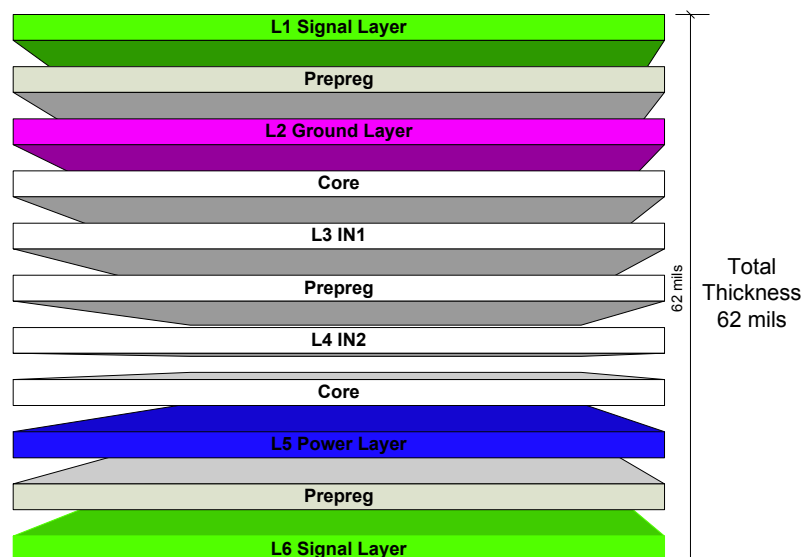 L1 Signal Layer
Prepreg
L2 Ground Layer
Core
L3 IN1
Prepreg
L4 IN2
Core
L5 Power Layer
Prepreg
L6 Signal Layer
62 mils
Total
Thickness
62 mils